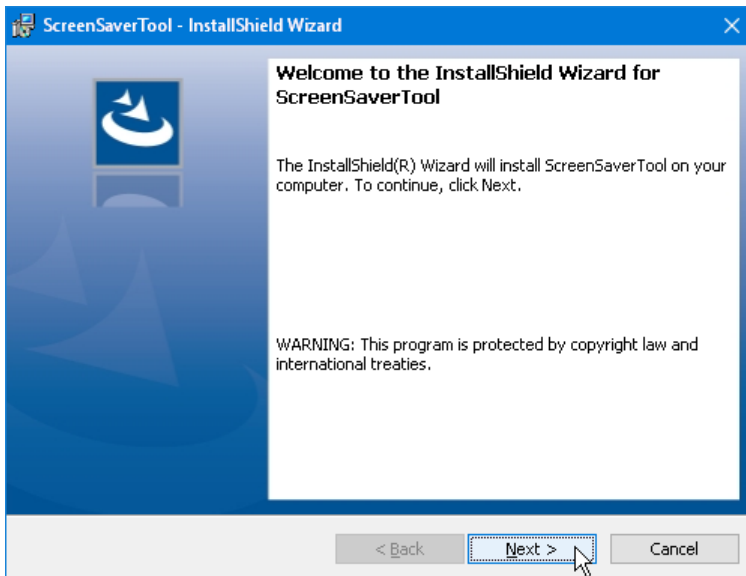 ScreenSaverTool - InstallShield Wizard
Welcome to the InstallShield Wizard for
ScreenSaverTool
The InstallShield(R) Wizard will install ScreenSaverTool on your
computer. To continue, click Next.
WARNING: This program is protected by copyright law and
international treaties.
< Back Next > Cancel